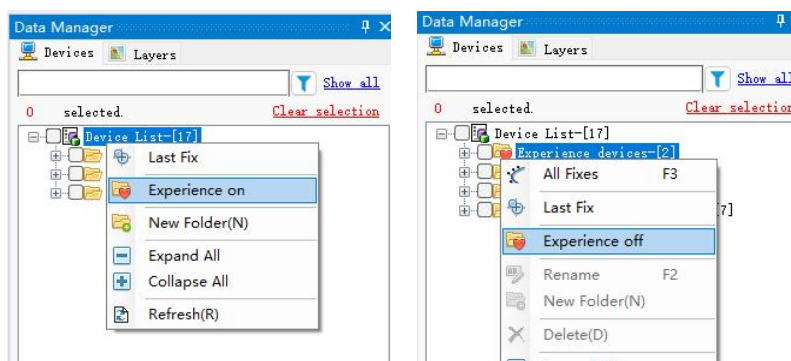 Data Manager
Devices Layers
Show all
0 selected. Clear selection
Device List-[17]
Last Fix
Experience on
New Folder(N)
Expand All
Collapse All
Refresh(R)
Data Manager
Devices Layers
Show all
0 selected. Clear selection
Device List-[17]
Experience devices-[2]
All Fixes F3
Last Fix
7]
Experience off
Rename F2
New Folder(N)
Delete(D)